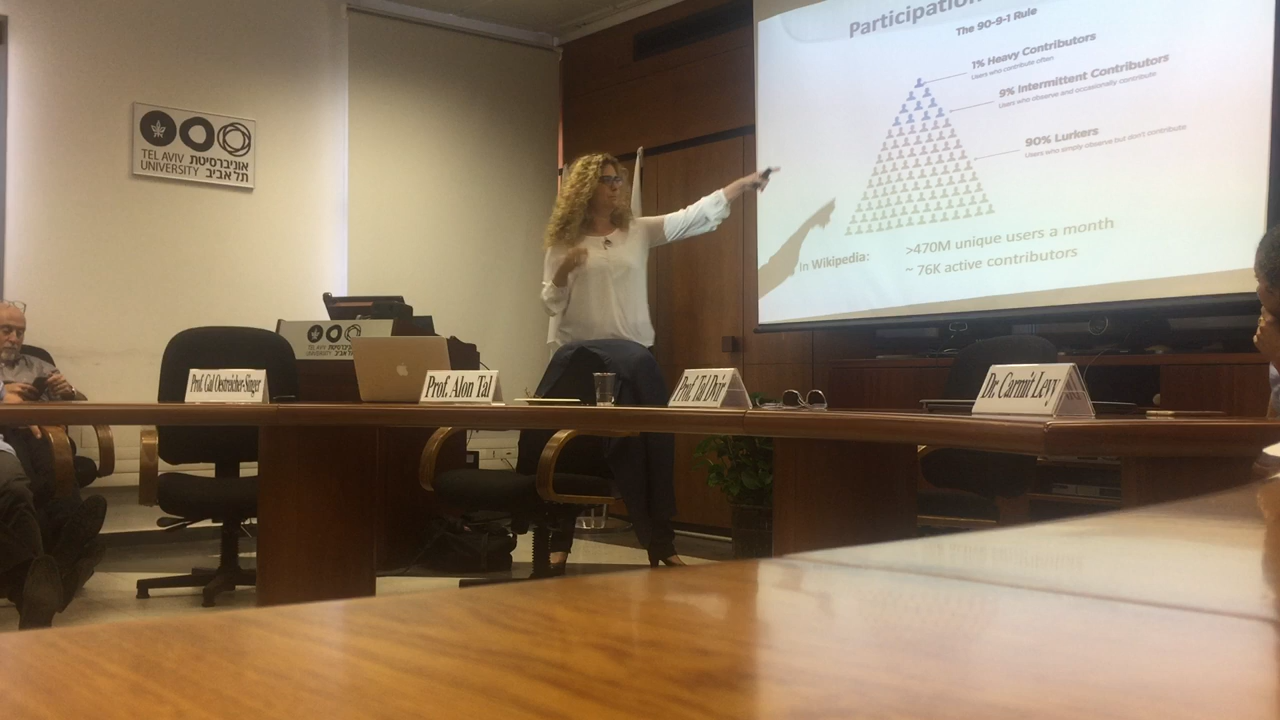 Participation
The 90-9-1 Rule
1% Heavy Contributors
Users who contribute often
9% Intermittent Contributors
Users who observe and occasionally contribute
90% Lurkers
Users who simply observe but don't contribute
In Wikipedia:
>470M unique users a month
~ 76K active contributors
TEL AVIV אוניברסיטת
UNIVERSITY תל אביב
Prof. Gal Oestreicher-Singer
Prof. Alon Tal
Prof. Tal Dvir
Dr. Carmit Levy